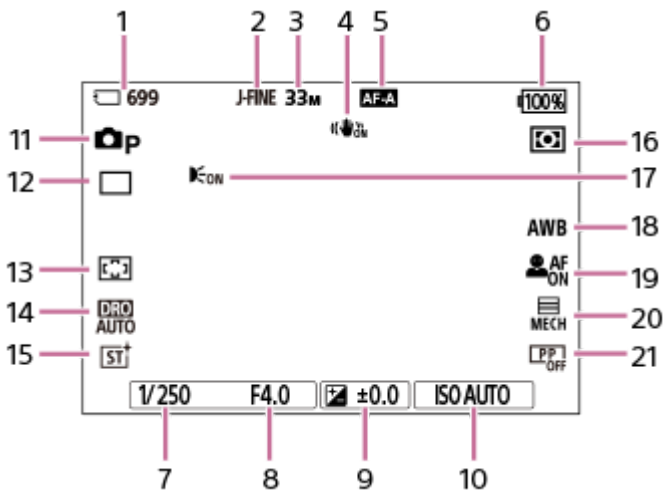 1 2 3 4 5 6
699 J-FINE 33M AF-A 100%
ON
11 P 16
12 ON 17
AWB 18
13 AF ON 19
14 DRO AUTO MECH 20
15 ST+ PP OFF 21
1/250 F4.0 ±0.0 ISO AUTO
7 8 9 10